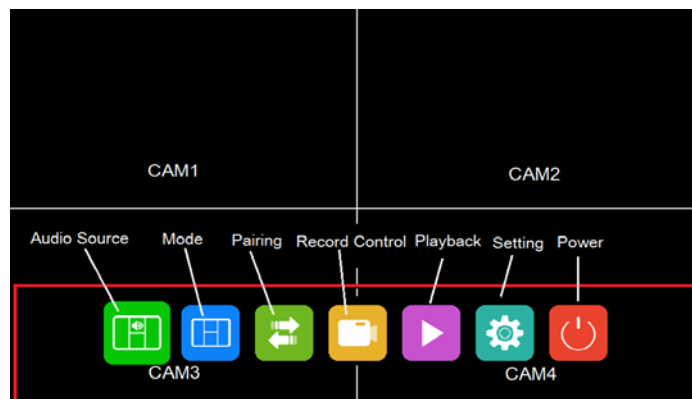 CAM1
CAM2
Audio Source Mode Pairing Record Control Playback Setting Power
CAM3
CAM4